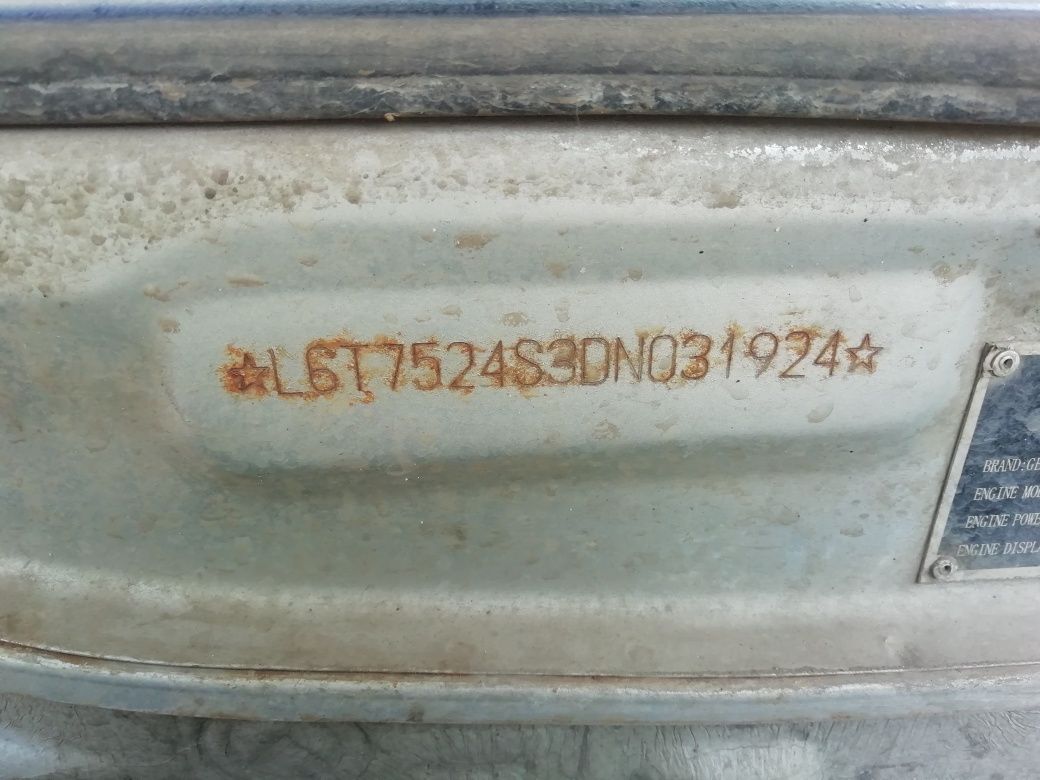 ☆L6T7524S3DN031924☆
BRAND:GE
ENGINE MO
ENGINE POWE
ENGINE DISPLA